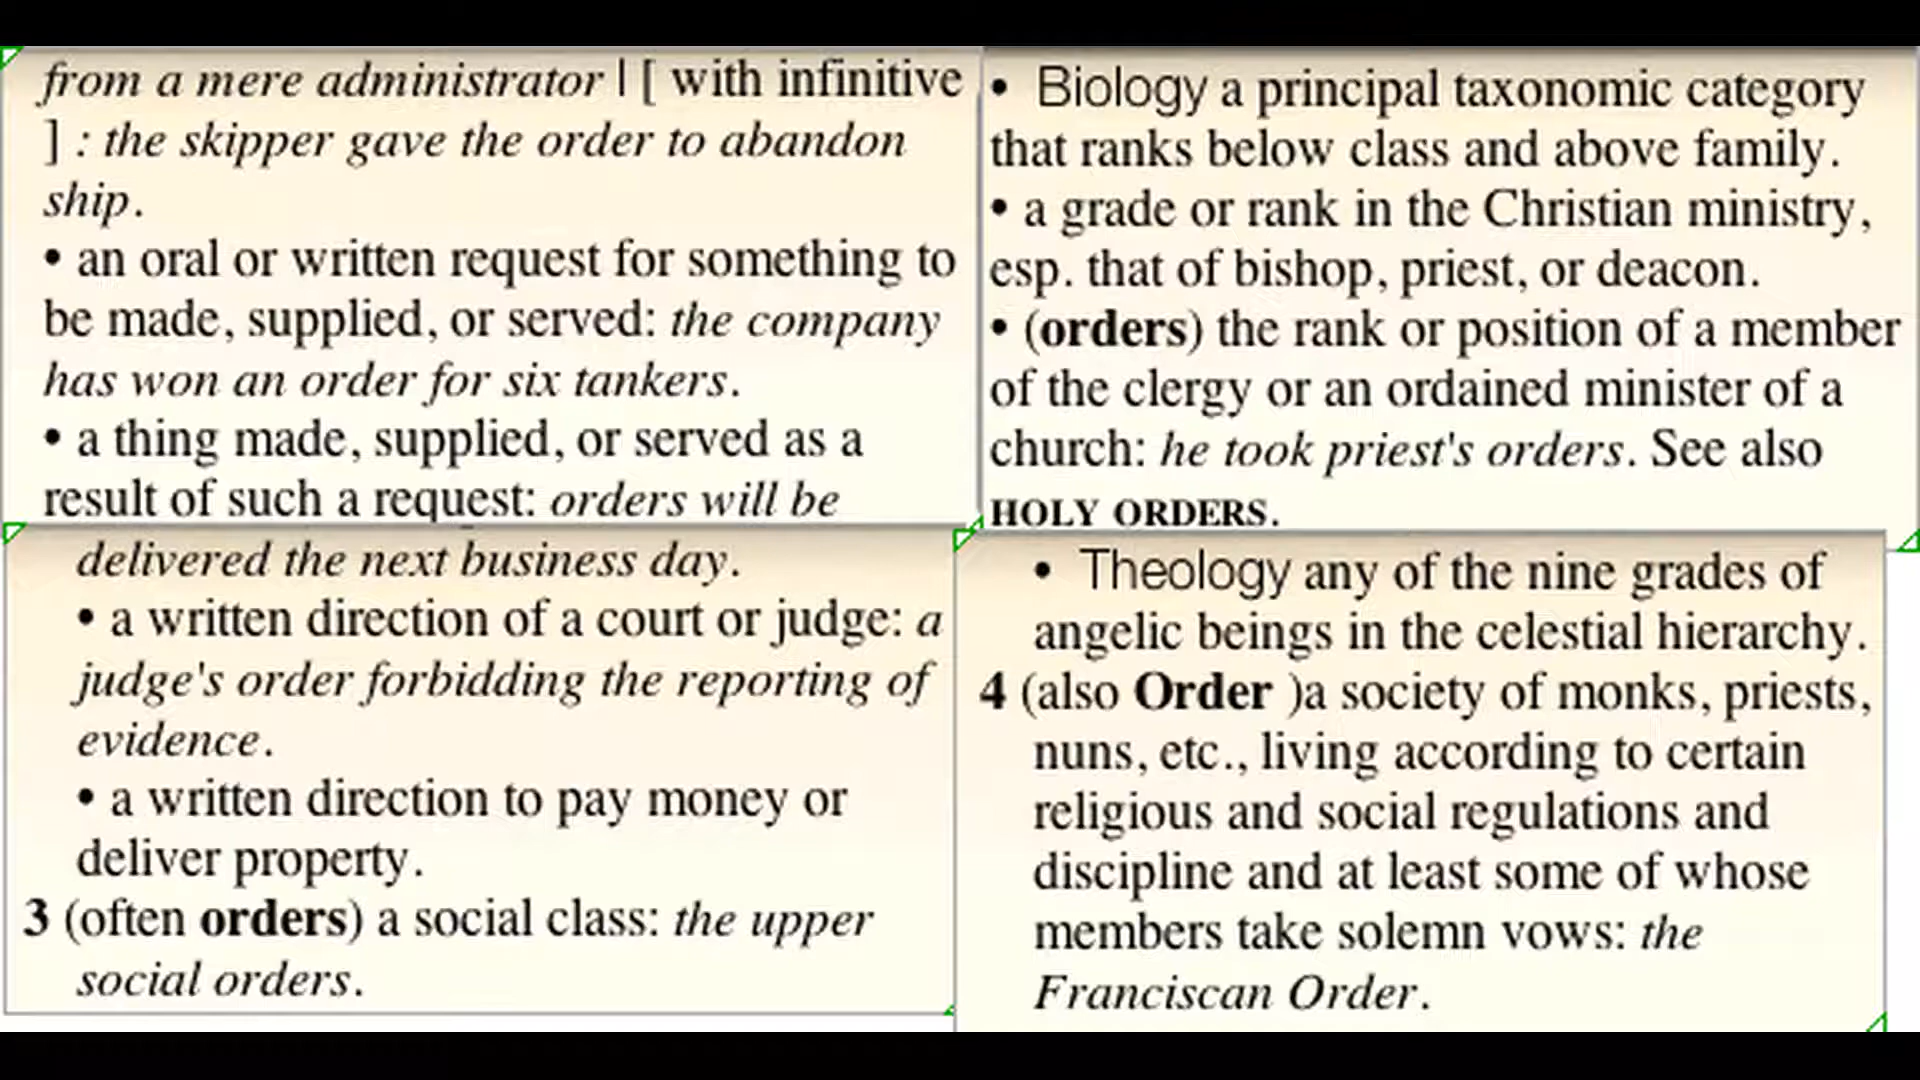 from a mere administrator | [ with infinitive
] : the skipper gave the order to abandon
ship.
• an oral or written request for something to
be made, supplied, or served: the company
has won an order for six tankers.
• a thing made, supplied, or served as a
result of such a request: orders will be
delivered the next business day.
• a written direction of a court or judge: a
judge's order forbidding the reporting of
evidence.
• a written direction to pay money or
deliver property.
3 (often orders) a social class: the upper
social orders.
• Biology a principal taxonomic category
that ranks below class and above family.
• a grade or rank in the Christian ministry,
esp. that of bishop, priest, or deacon.
• (orders) the rank or position of a member
of the clergy or an ordained minister of a
church: he took priest's orders. See also
HOLY ORDERS.
• Theology any of the nine grades of
angelic beings in the celestial hierarchy.
4 (also Order )a society of monks, priests,
nuns, etc., living according to certain
religious and social regulations and
discipline and at least some of whose
members take solemn vows: the
Franciscan Order.